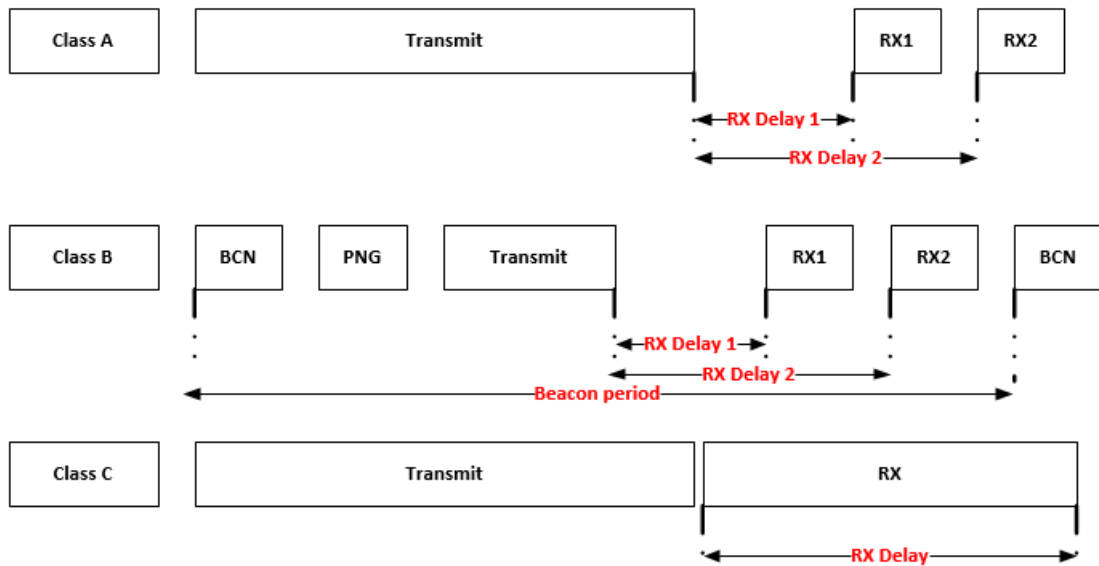 Class A Transmit RX1 RX2
RX Delay 1
RX Delay 2
Class B BCN PNG Transmit RX1 RX2 BCN
RX Delay 1
RX Delay 2
Beacon period
Class C Transmit RX
RX Delay